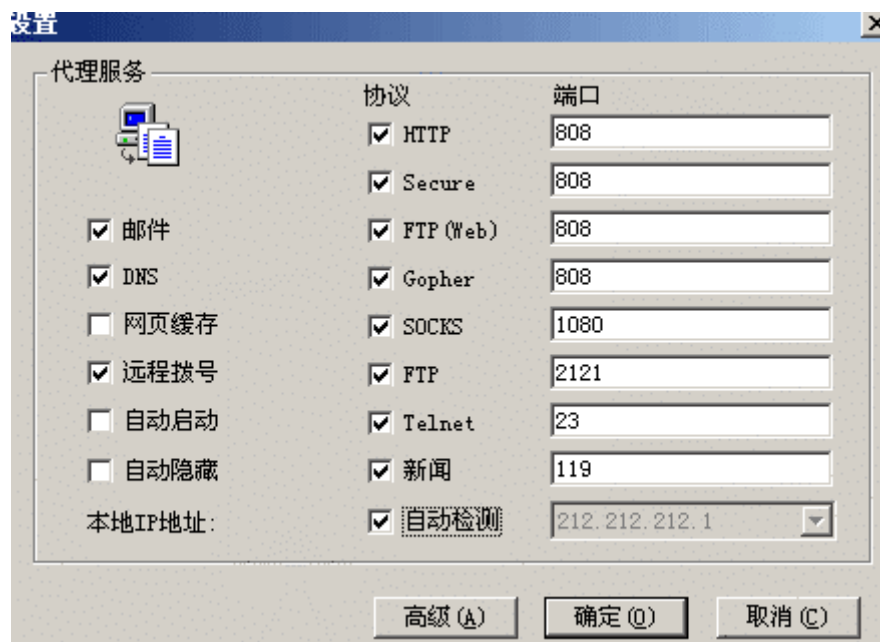 设置
代理服务
协议 端口
HTTP 808
Secure 808
邮件 FTP(Web) 808
DNS Gopher 808
网页缓存 SOCKS 1080
远程拨号 FTP 2121
自动启动 Telnet 23
自动隐藏 新闻 119
本地IP地址: 自动检测 212.212.212.1
高级(A) 确定(O) 取消(C)